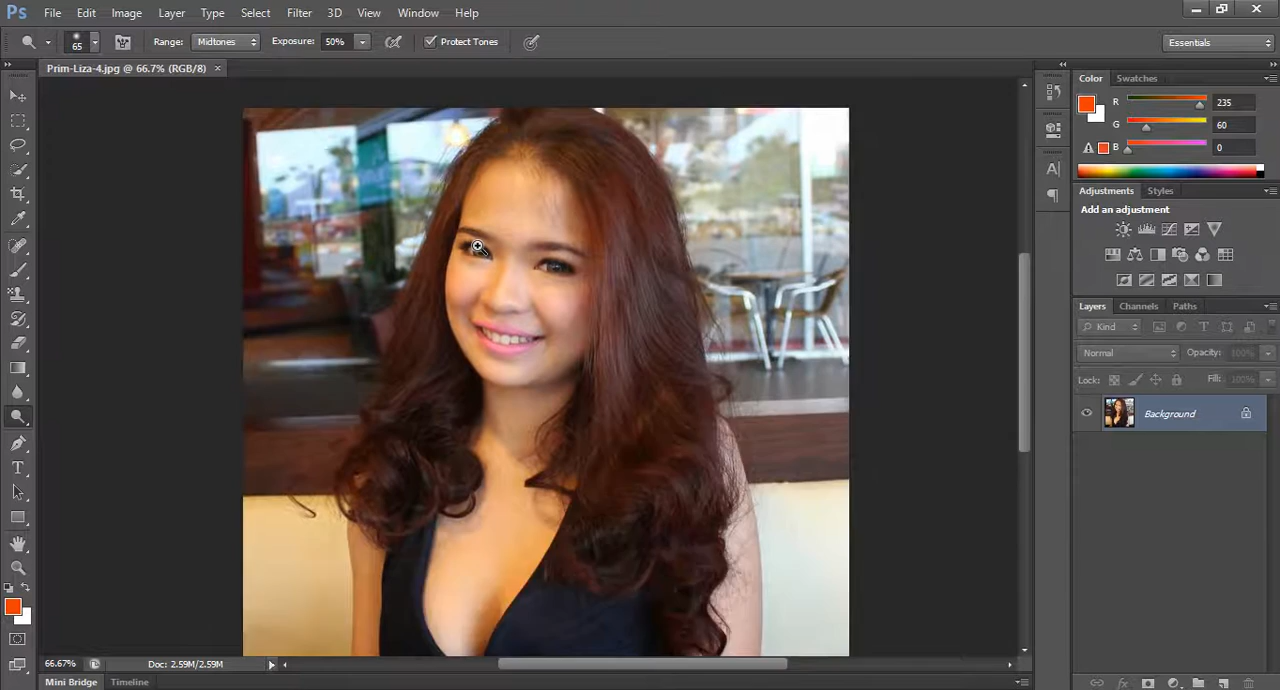 Ps File Edit Image Layer Type Select Filter 3D View Window Help
65 Range: Midtones Exposure: 50% Protect Tones Essentials
Prim-Liza-4.jpg @ 66.7% (RGB/8) ×
Color Swatches
R 235
G 60
B 0
Adjustments Styles
Add an adjustment
Layers Channels Paths
Kind
Normal Opacity: 100%
Lock: Fill: 100%
Background
66.67% Doc: 2.59M/2.59M
Mini Bridge Timeline